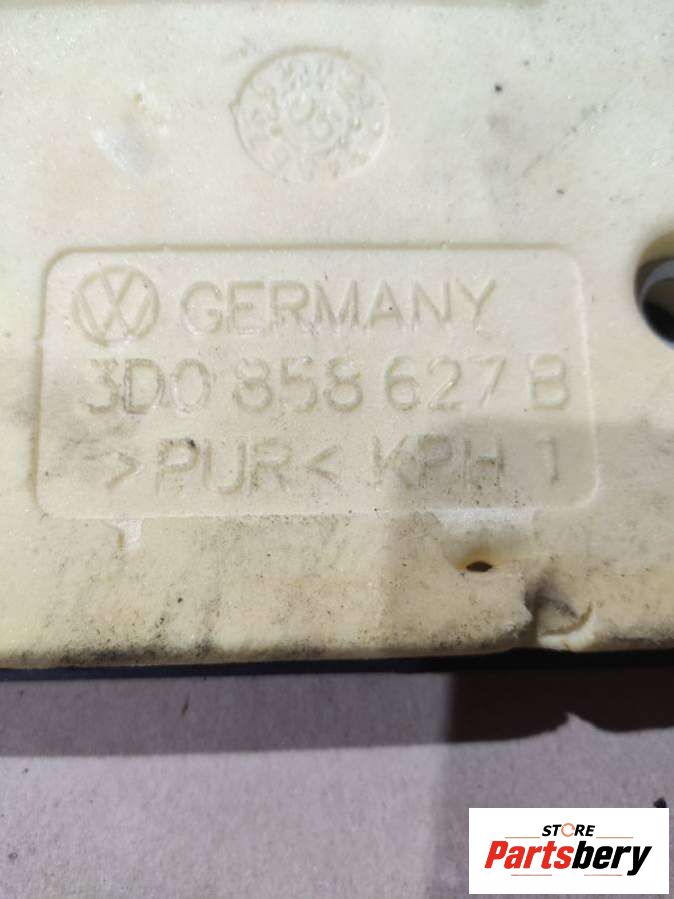 GERMANY
3D0 858 627 B
>PUR< KPH 1
STORE
Partsbery